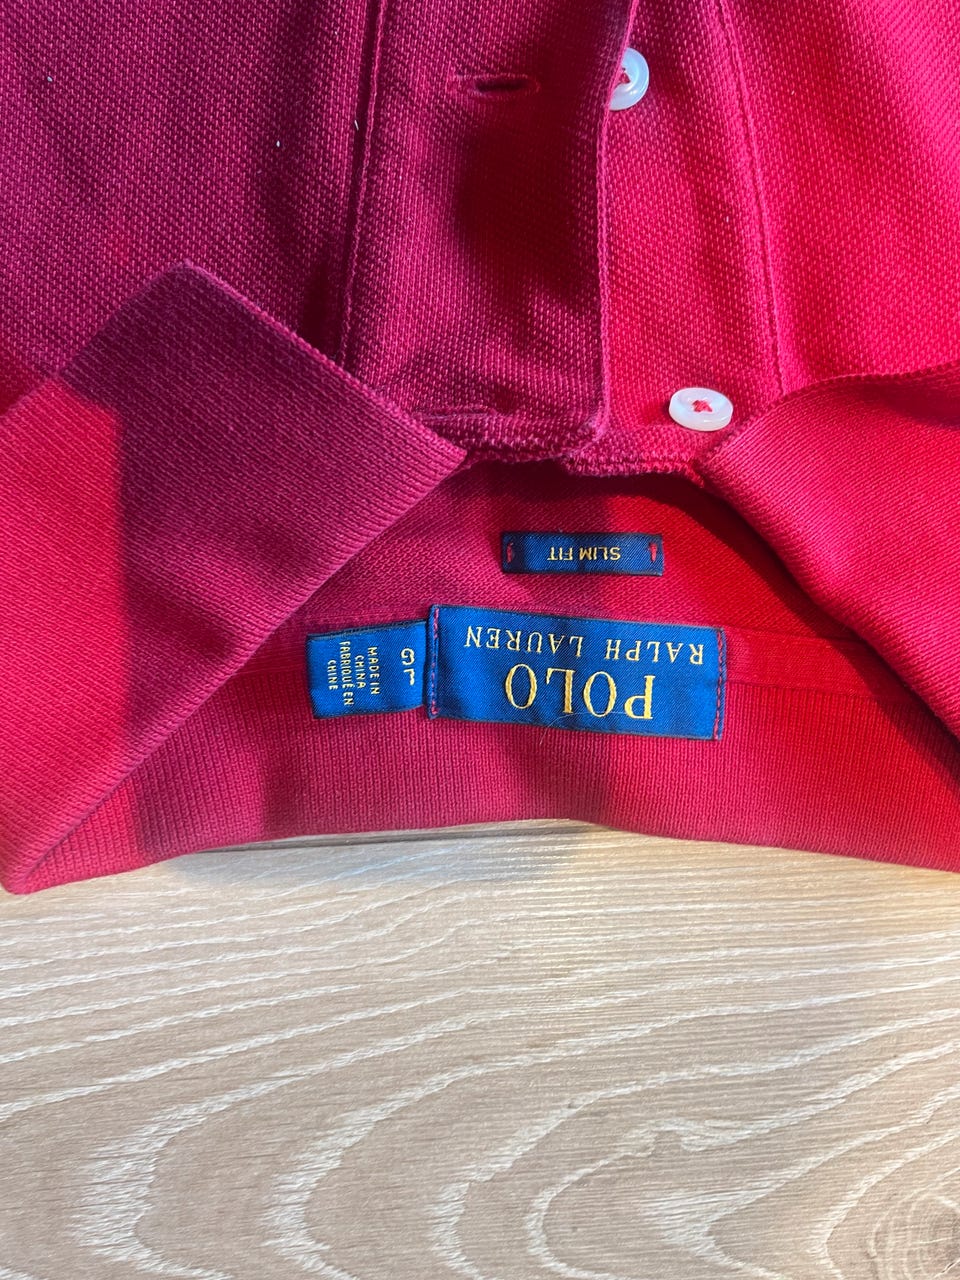 POLO
RALPH LAUREN
SLIM FIT
L
G
MADE IN
CHINA
FABRIQUÉ EN
CHINE